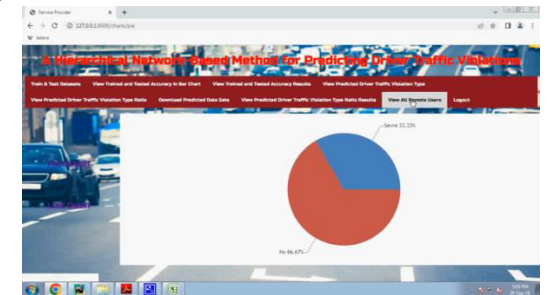 Service Provider
127.0.0.1:8000/charts/pie
A Hierarchical Network-Based Method for Predicting Driver Traffic Violations
Train & Test Datasets View Trained and Tested Accuracy in Bar Chart View Trained and Tested Accuracy Results View Predicted Driver Traffic Violation Type
View Predicted Driver Traffic Violation Type Ratio Download Predicted Data Sets View Predicted Driver Traffic Violation Type Ratio Results View All Remote Users Logout
33.33%
66.67%